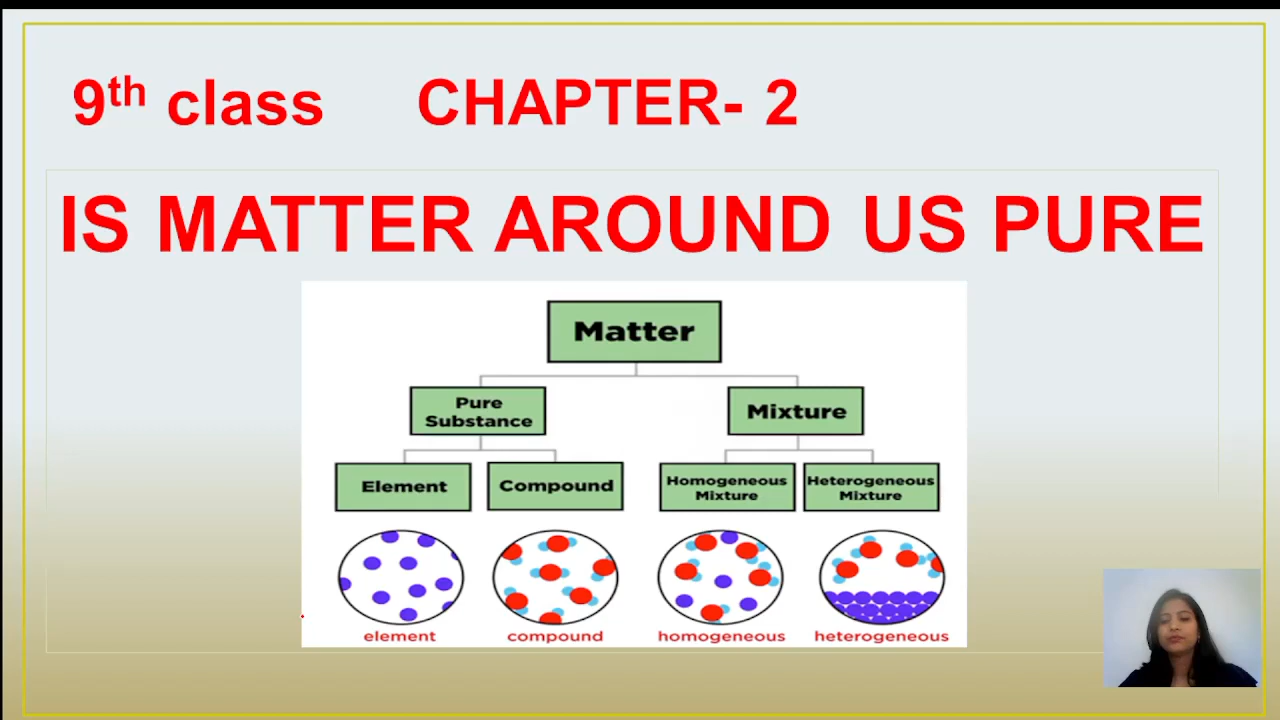 9th class CHAPTER- 2
IS MATTER AROUND US PURE
Matter
Pure
Substance
Mixture
Element
Compound
Homogeneous
Mixture
Heterogeneous
Mixture
element
compound
homogeneous
heterogeneous